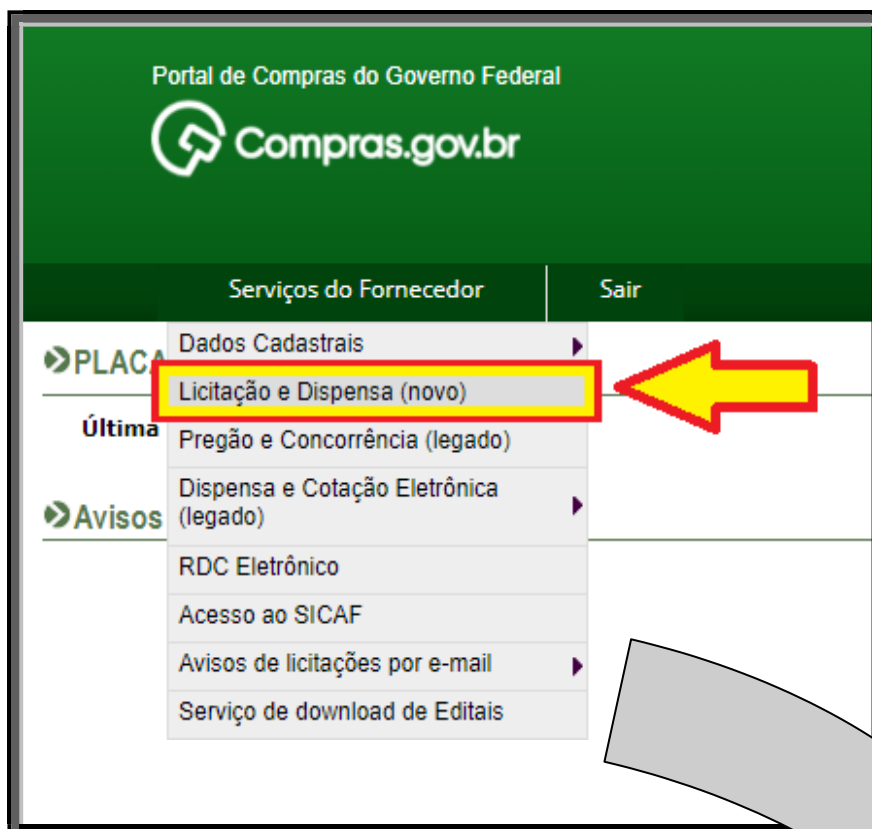 Portal de Compras do Governo Federal
Compras.gov.br
Serviços do Fornecedor
Sair
PLACA
Última
Avisos
Dados Cadastrais
Licitação e Dispensa (novo)
Pregão e Concorrência (legado)
Dispensa e Cotação Eletrônica
(legado)
RDC Eletrônico
Acesso ao SICAF
Avisos de licitações por e-mail
Serviço de download de Editais